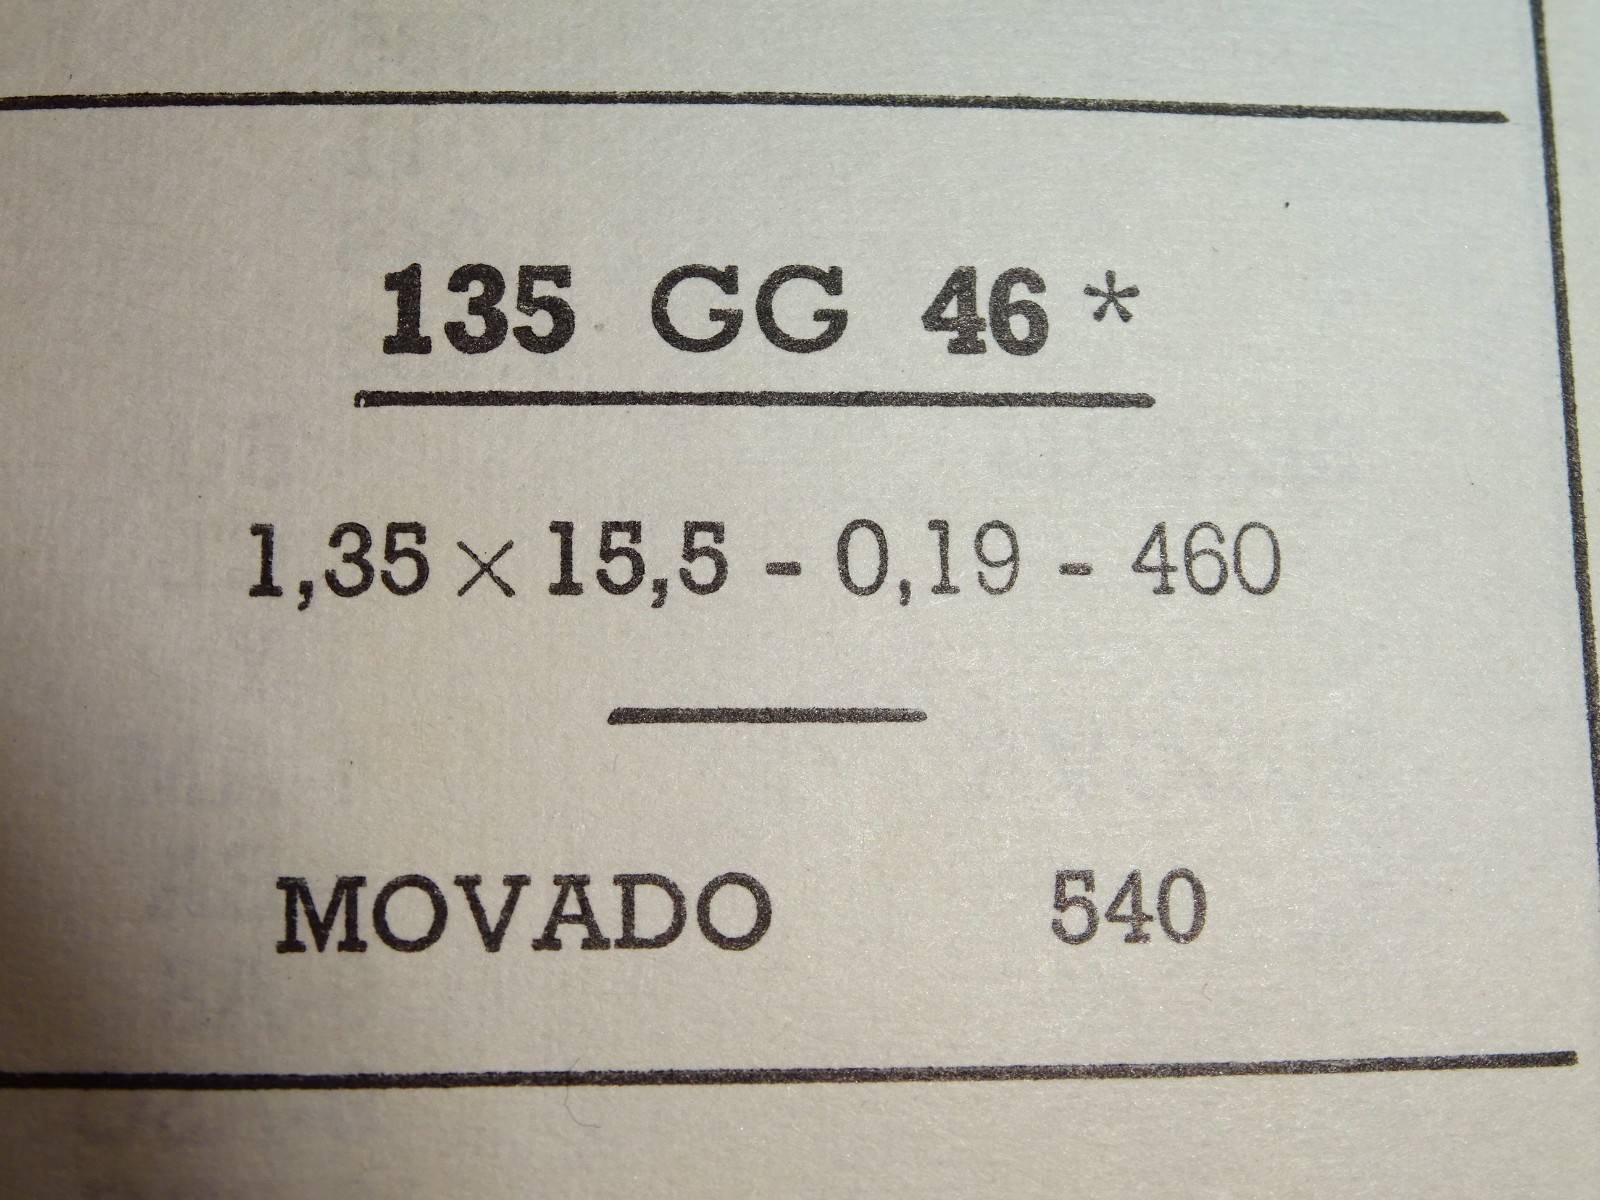 135 GG 46 *
1,35 × 15,5 - 0,19 - 460
MOVADO 540